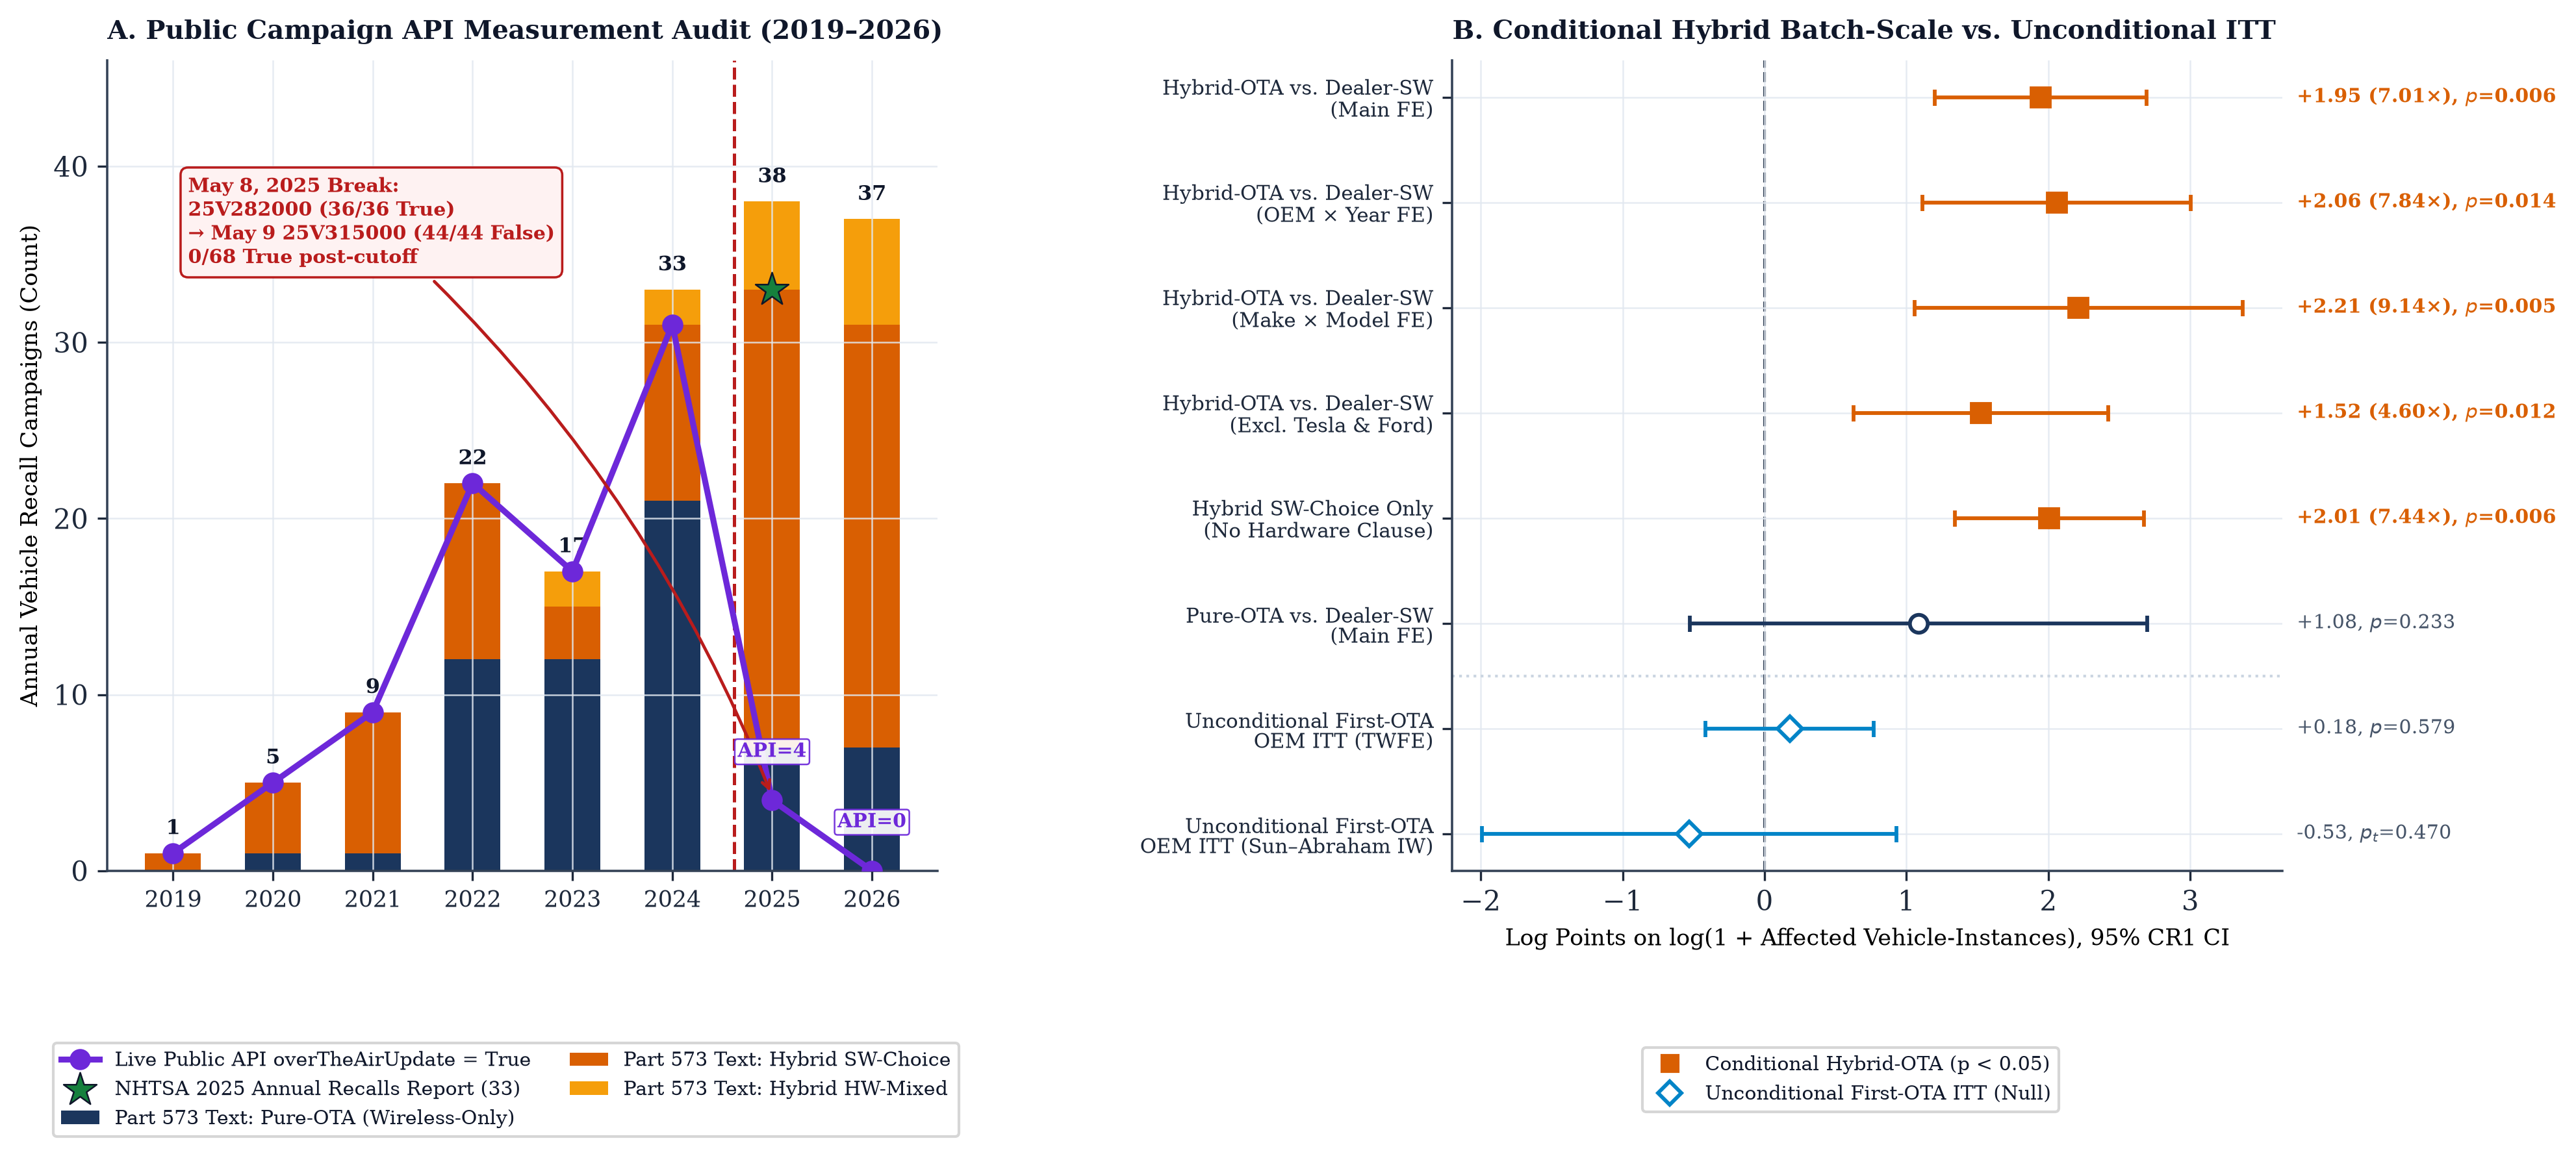 A. Public Campaign API Measurement Audit (2019–2026)
Annual Vehicle Recall Campaigns (Count)
40
30
20
10
0
May 8, 2025 Break:
25V282000 (36/36 True)
→ May 9 25V315000 (44/44 False)
0/68 True post-cutoff
1
5
9
22
17
33
38
37
API=4
API=0
2019
2020
2021
2022
2023
2024
2025
2026
Live Public API overTheAirUpdate = True
NHTSA 2025 Annual Recalls Report (33)
Part 573 Text: Pure-OTA (Wireless-Only)
Part 573 Text: Hybrid SW-Choice
Part 573 Text: Hybrid HW-Mixed
B. Conditional Hybrid Batch-Scale vs. Unconditional ITT
Hybrid-OTA vs. Dealer-SW
(Main FE)
+1.95 (7.01×), p=0.006
Hybrid-OTA vs. Dealer-SW
(OEM × Year FE)
+2.06 (7.84×), p=0.014
Hybrid-OTA vs. Dealer-SW
(Make × Model FE)
+2.21 (9.14×), p=0.005
Hybrid-OTA vs. Dealer-SW
(Excl. Tesla & Ford)
+1.52 (4.60×), p=0.012
Hybrid SW-Choice Only
(No Hardware Clause)
+2.01 (7.44×), p=0.006
Pure-OTA vs. Dealer-SW
(Main FE)
+1.08, p=0.233
Unconditional First-OTA
OEM ITT (TWFE)
+0.18, p=0.579
Unconditional First-OTA
OEM ITT (Sun–Abraham IW)
-0.53, pt=0.470
−2
−1
0
1
2
3
Log Points on log(1 + Affected Vehicle-Instances), 95% CR1 CI
Conditional Hybrid-OTA (p < 0.05)
Unconditional First-OTA ITT (Null)